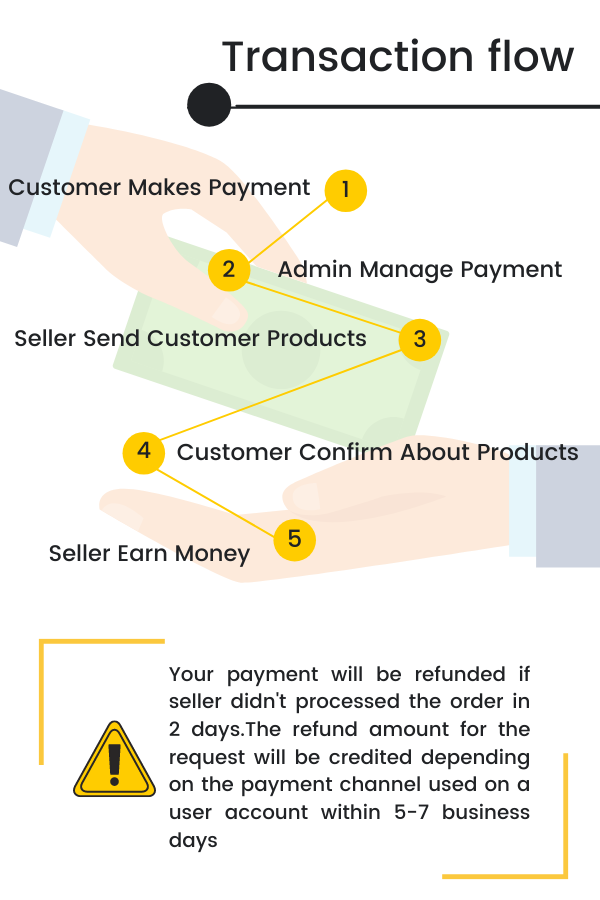 Transaction flow
Customer Makes Payment
1
2
Admin Manage Payment
Seller Send Customer Products
3
4
Customer Confirm About Products
5
Seller Earn Money
Your payment will be refunded if
seller didn't processed the order in
2 days.The refund amount for the
request will be credited depending
on the payment channel used on a
user account within 5-7 business
days